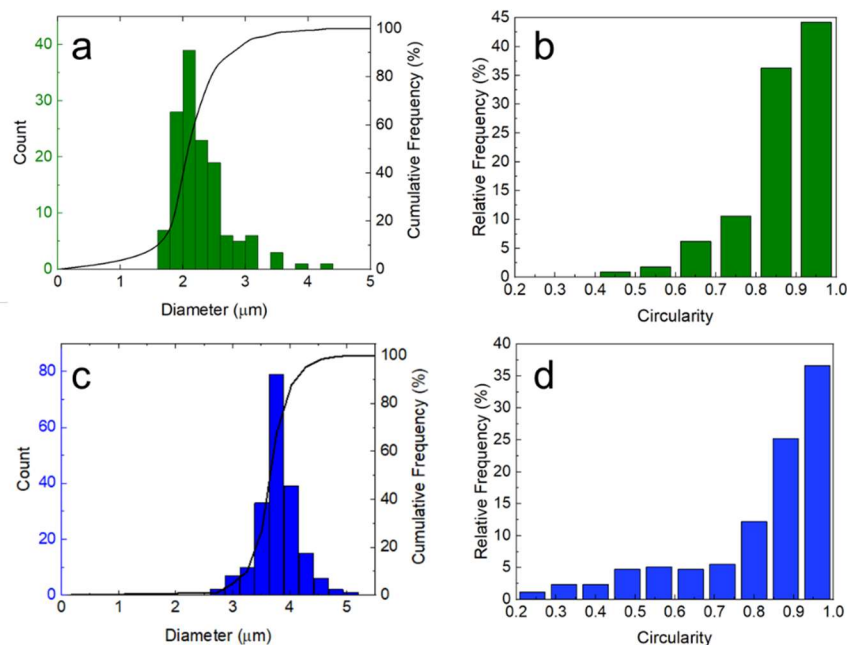 a
40
30
20
10
0
Count
100
80
60
40
20
0
Cumulative Frequency (%)
0 1 2 3 4 5
Diameter (μm)
b
45
40
35
30
25
20
15
10
5
0
Relative Frequency (%)
0.2 0.3 0.4 0.5 0.6 0.7 0.8 0.9 1.0
Circularity
c
80
60
40
20
0
Count
100
80
60
40
20
0
Cumulative Frequency (%)
0 1 2 3 4 5
Diameter (μm)
d
40
35
30
25
20
15
10
5
0
Relative Frequency (%)
0.2 0.3 0.4 0.5 0.6 0.7 0.8 0.9 1.0
Circularity